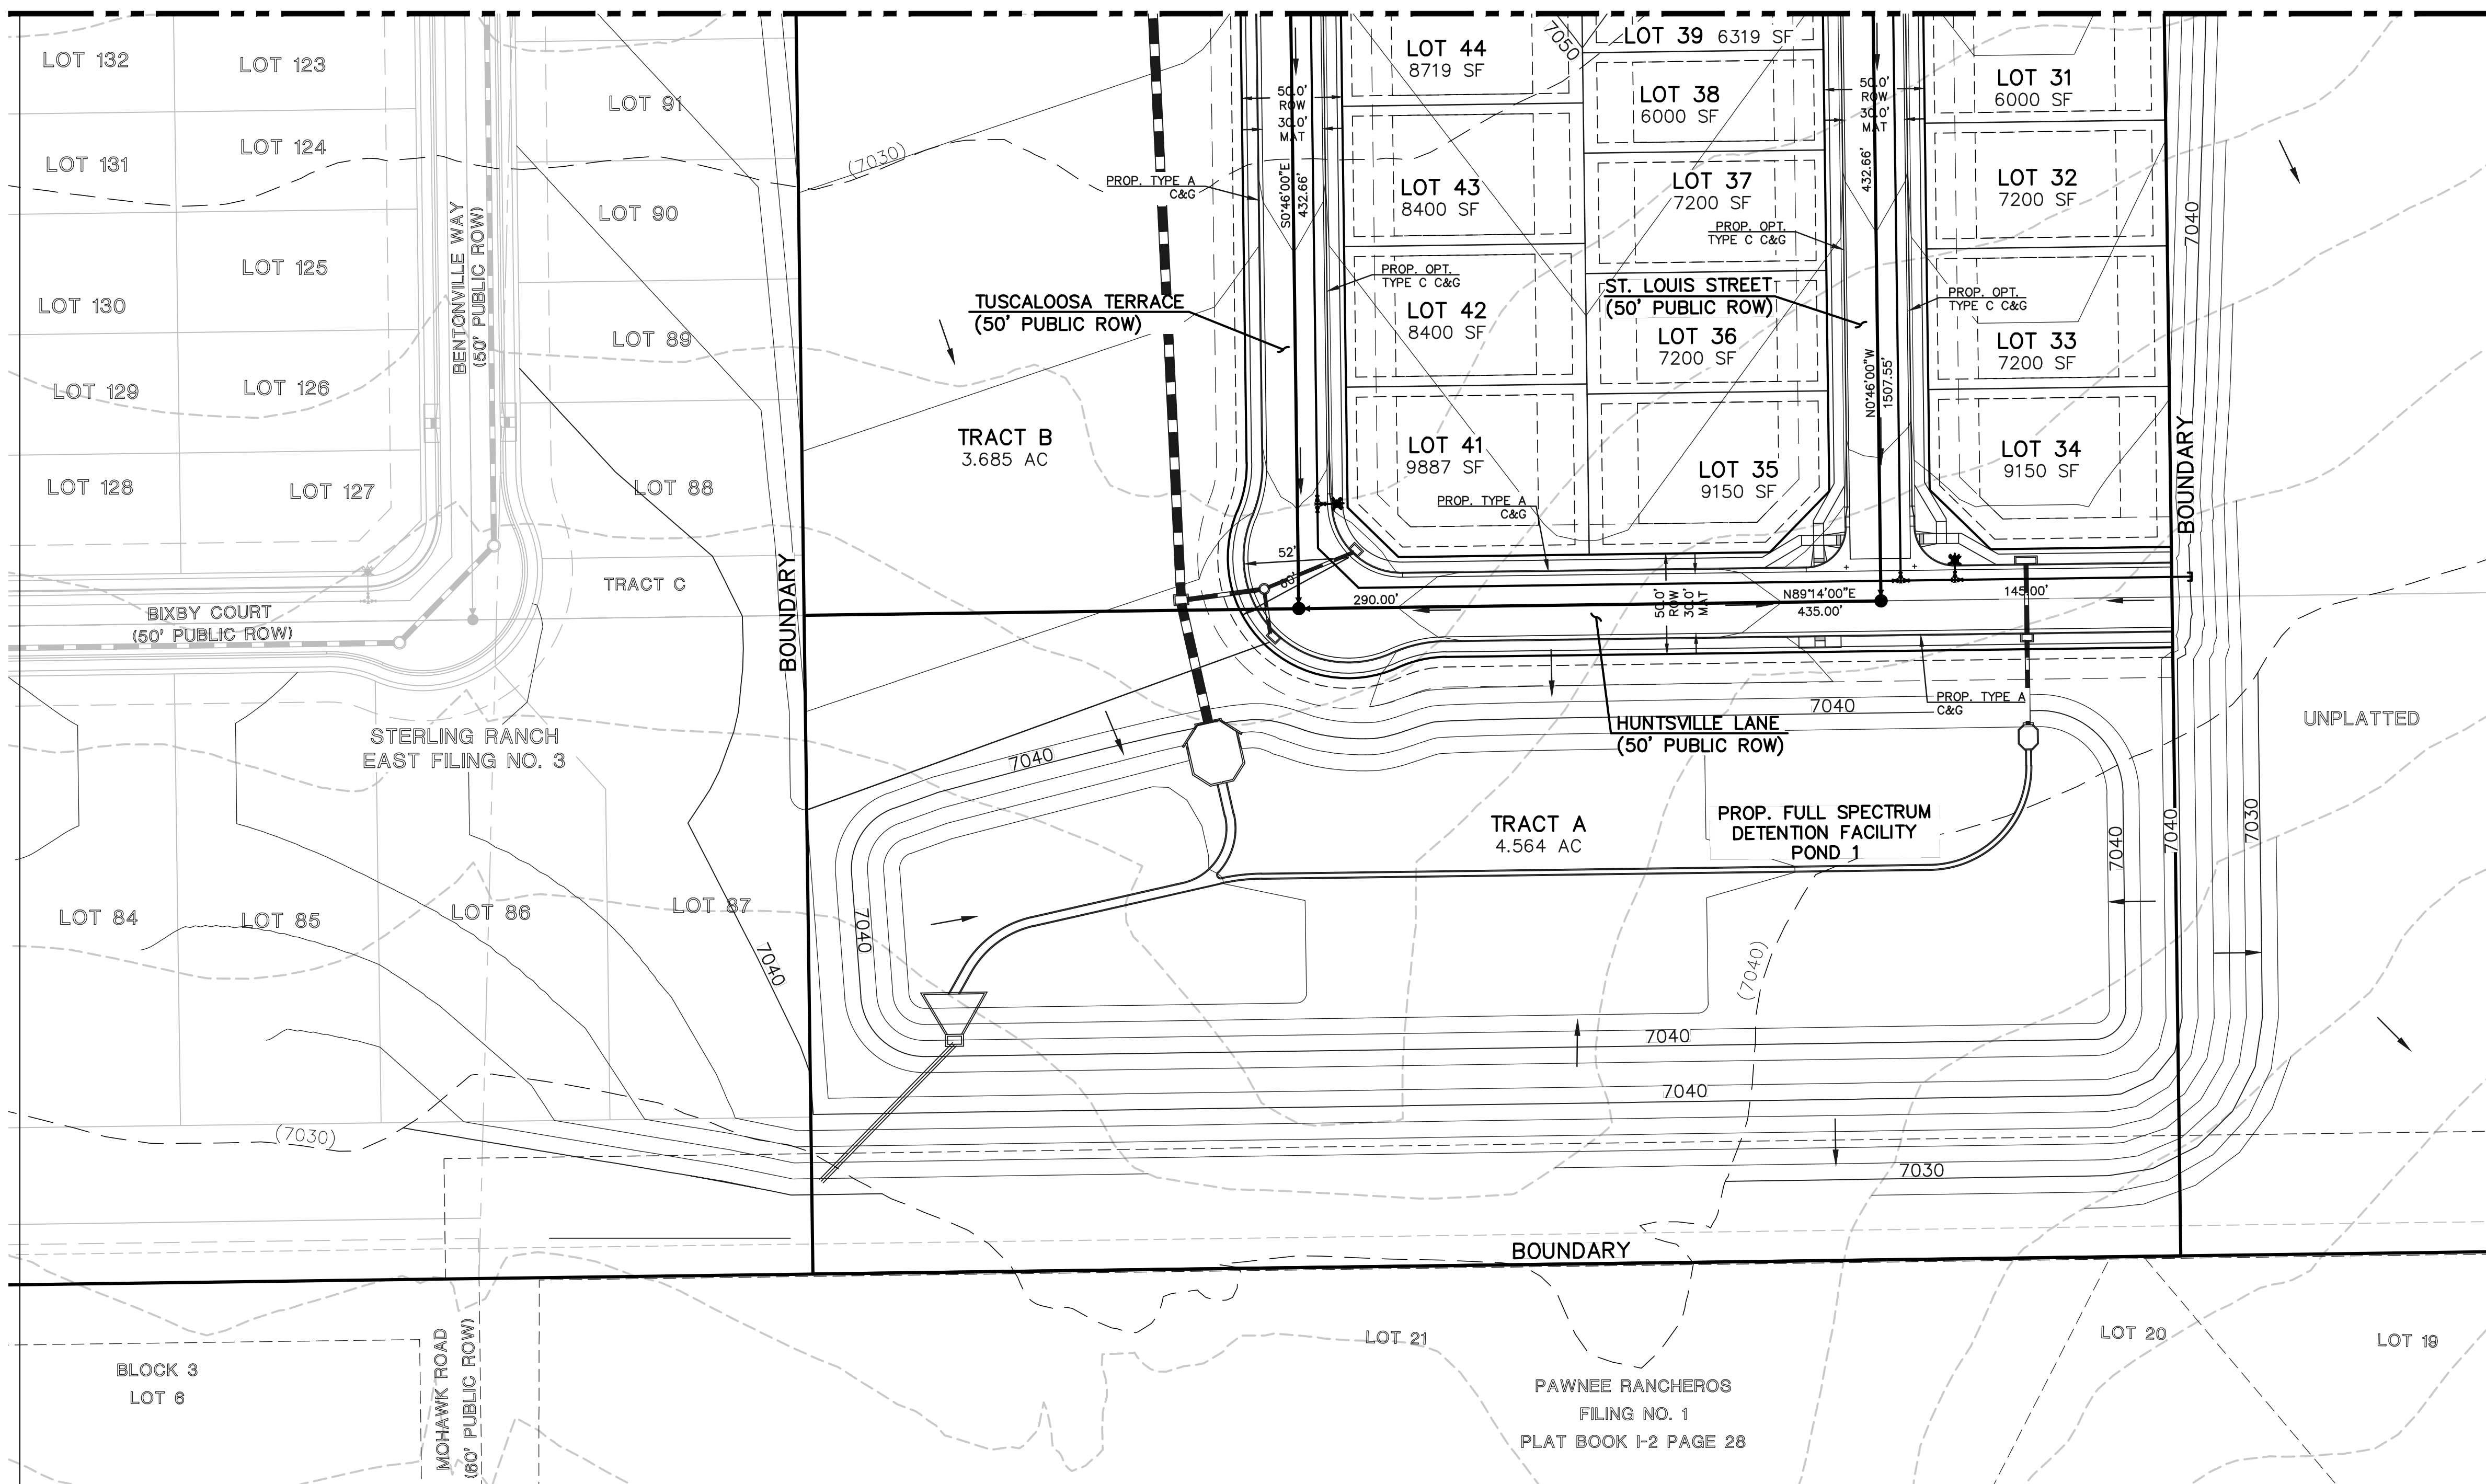 LOT 132
LOT 123
LOT 91
LOT 44
8719 SF
7050
LOT 39 6319 SF
LOT 31
6000 SF
LOT 38
6000 SF
50.0'
ROW
30.0'
MAT
50.0'
ROW
30.0'
MAT
LOT 131
LOT 124
(7030)
PROP. TYPE A
C&G
S0°46'00"E
432.66'
LOT 43
8400 SF
LOT 37
7200 SF
432.66'
LOT 32
7200 SF
7040
LOT 90
BENTONVILLE WAY
(50' PUBLIC ROW)
PROP. OPT.
TYPE C C&G
LOT 125
LOT 130
PROP. OPT.
TYPE C C&G
TUSCALOOSA TERRACE
(50' PUBLIC ROW)
LOT 42
8400 SF
ST. LOUIS STREET
(50' PUBLIC ROW)
LOT 36
7200 SF
PROP. OPT.
TYPE C C&G
LOT 33
7200 SF
LOT 89
LOT 129
LOT 126
N0°46'00"W
1507.55'
TRACT B
3.685 AC
LOT 41
9887 SF
LOT 35
9150 SF
LOT 34
9150 SF
BOUNDARY
LOT 128
LOT 127
LOT 88
PROP. TYPE A
C&G
BOUNDARY
52'
60'
TRACT C
290.00'
50.0'
ROW
30.0'
MAT
N89°14'00"E
435.00'
145.00'
BIXBY COURT
(50' PUBLIC ROW)
PROP. TYPE A
C&G
7040
HUNTSVILLE LANE
(50' PUBLIC ROW)
UNPLATTED
STERLING RANCH
EAST FILING NO. 3
7040
TRACT A
4.564 AC
PROP. FULL SPECTRUM
DETENTION FACILITY
POND 1
7040
7040
7030
LOT 84
LOT 85
LOT 86
LOT 87
7040
7040
(7040)
7040
7040
(7030)
7030
BOUNDARY
MOHAWK ROAD
(60' PUBLIC ROW)
BLOCK 3
LOT 6
LOT 21
LOT 20
LOT 19
PAWNEE RANCHEROS
FILING NO. 1
PLAT BOOK I-2 PAGE 28